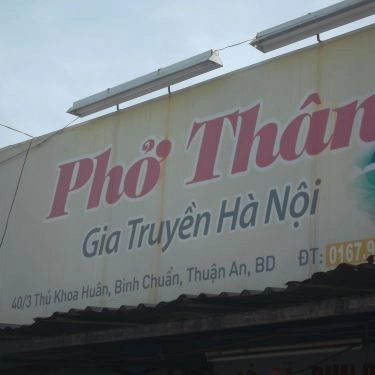 Phở Thân
Gia Truyền Hà Nội
40/3 Thủ Khoa Huân, Bình Chuẩn, Thuận An, BD ĐT: 0167.9